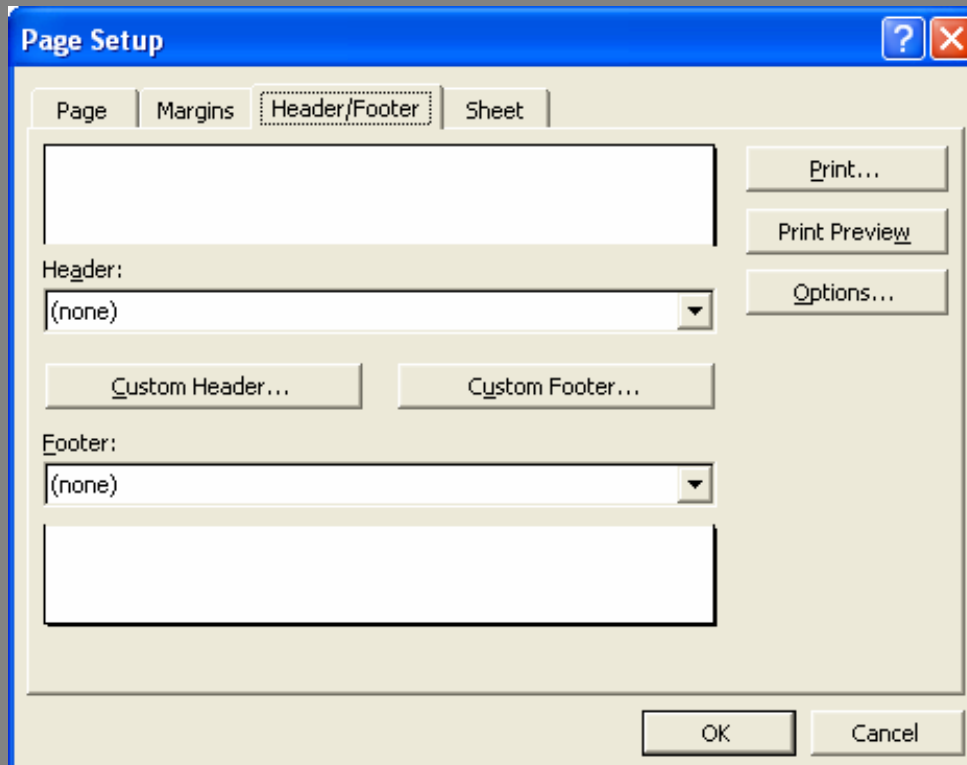 Page Setup
?
Page Margins Header/Footer Sheet
Print...
Print Preview
Options...
Header:
(none)
Custom Header... Custom Footer...
Footer:
(none)
OK Cancel